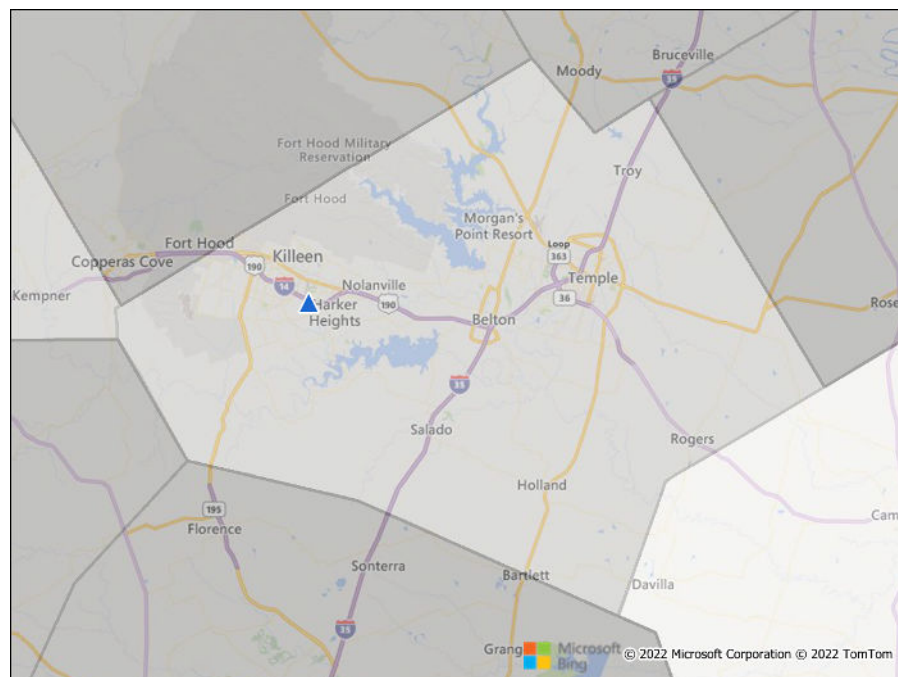 Bruceville
Moody
35
Fort Hood Military
Reservation
Troy
Fort Hood
Morgan's
Point Resort
Fort Hood
Loop
363
Killeen
Copperas Cove
190
Temple
14
Nolanville
Kempner
36
190
Rose
Harker
Heights
Belton
35
Salado
Rogers
Holland
195
Cam
Florence
Sonterra
Bartlett
Davilla
35
Grang
Microsoft
Bing
© 2022 Microsoft Corporation © 2022 TomTom